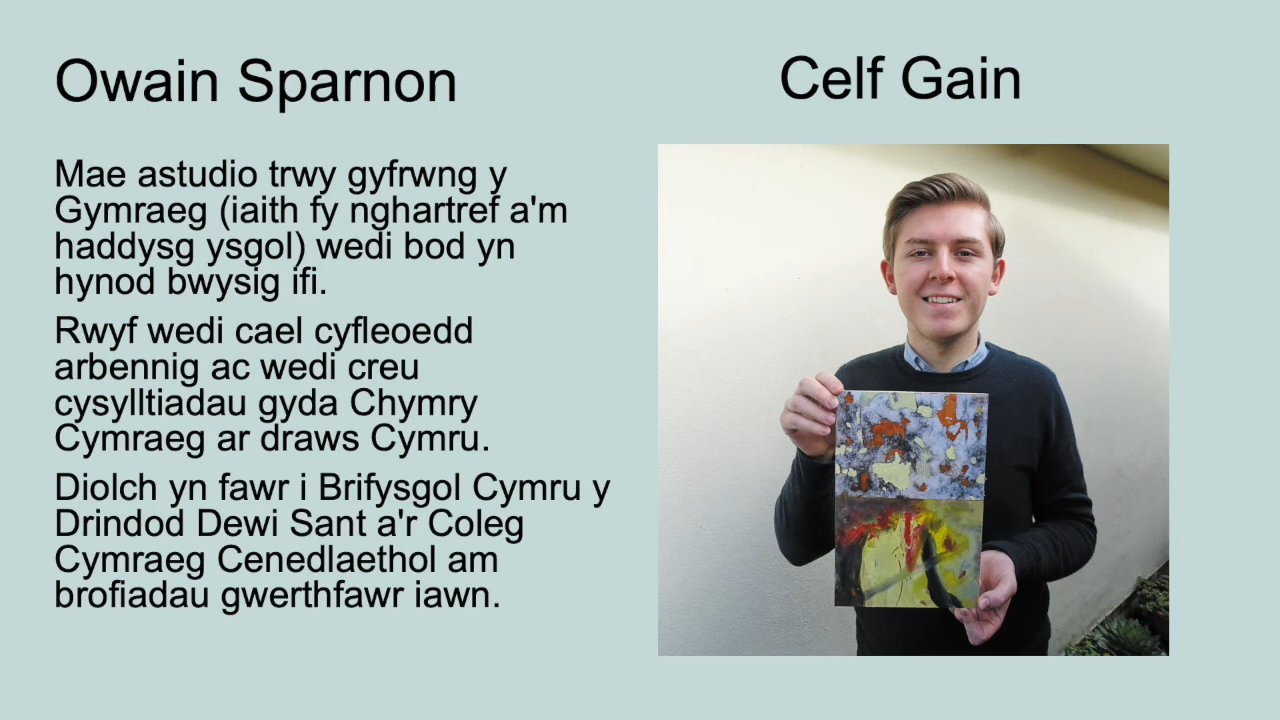 Owain Sparnon
Mae astudio trwy gyfrwng y
Gymraeg (iaith fy nghartref a'm
haddysg ysgol) wedi bod yn
hynod bwysig ifi.
Rwyf wedi cael cyfleoedd
arbennig ac wedi creu
cysylltiadau gyda Chymry
Cymraeg ar draws Cymru.
Diolch yn fawr i Brifysgol Cymru y
Drindod Dewi Sant a'r Coleg
Cymraeg Cenedlaethol am
brofiadau gwerthfawr iawn.
Celf Gain